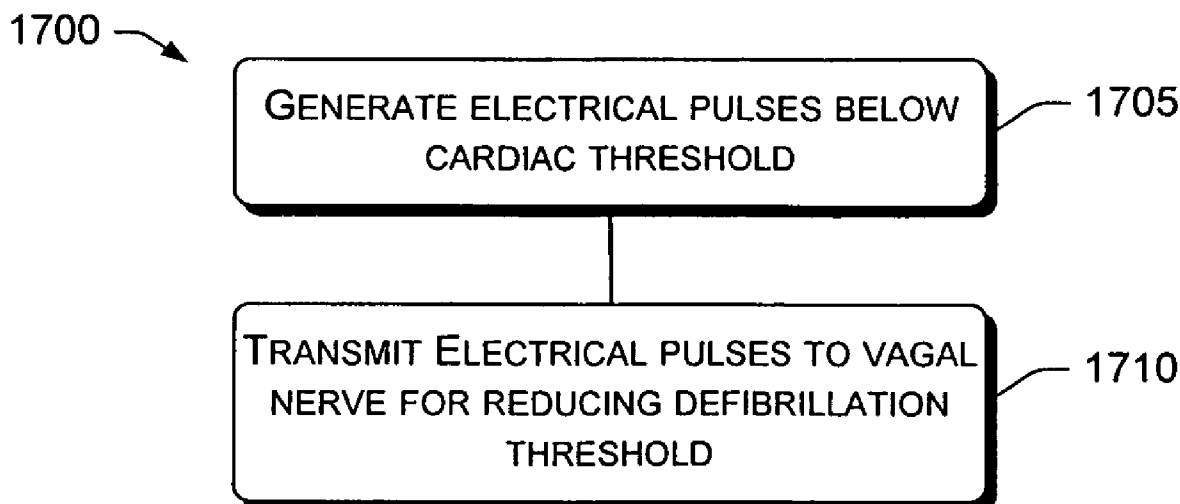 1700
GENERATE ELECTRICAL PULSES BELOW
CARDIAC THRESHOLD
1705
TRANSMIT ELECTRICAL PULSES TO VAGAL
NERVE FOR REDUCING DEFIBRILLATION
THRESHOLD
1710